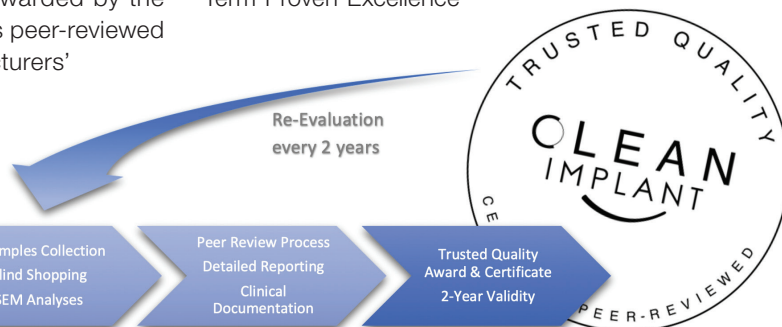 warded by the
s peer-reviewed
cturers'
Term Proven Excellence
TRUSTED QUALITY
CLEAN
IMPLANT
PEER-REVIEWED
Re-Evaluation
every 2 years
mples Collection
lind Shopping
SEM Analyses
Peer Review Process
Detailed Reporting
Clinical
Documentation
Trusted Quality
Award & Certificate
2-Year Validity